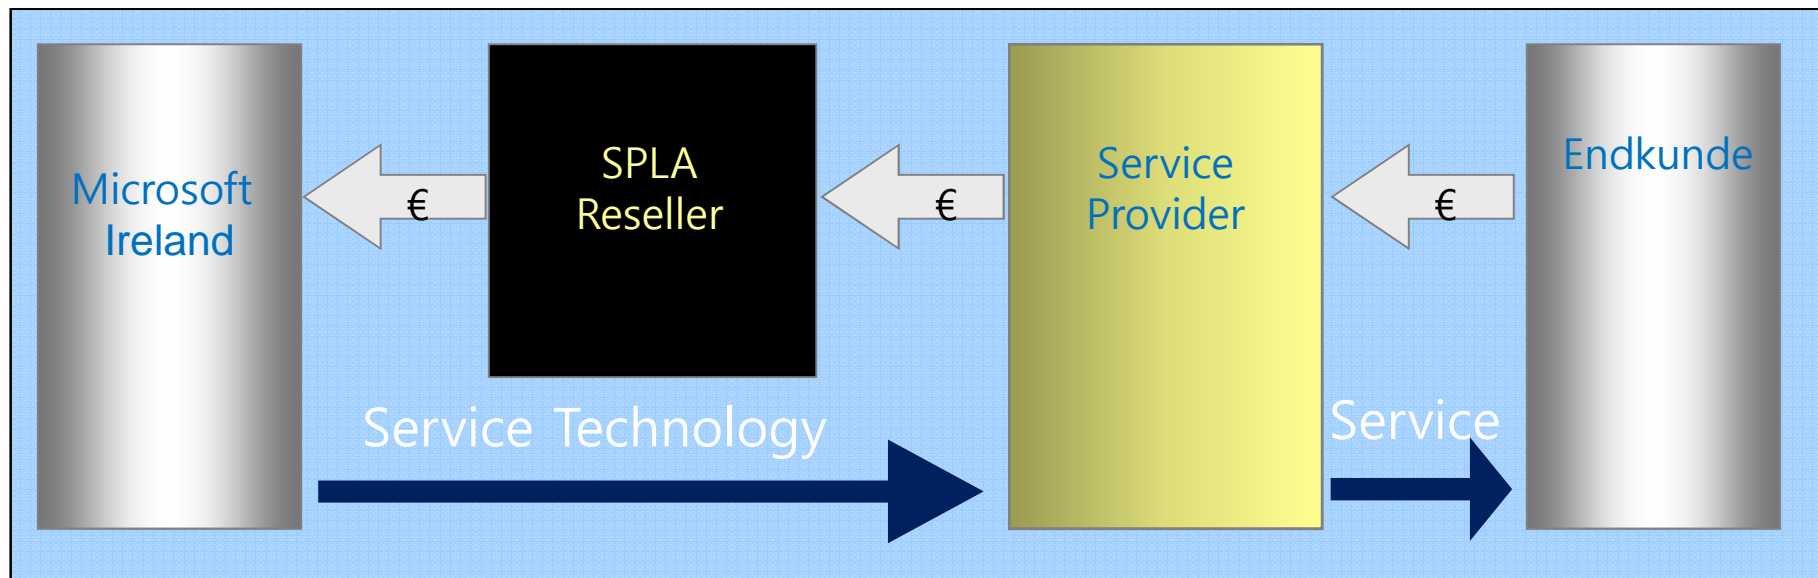 Microsoft
Ireland
€
SPLA
Reseller
€
Service
Provider
€
Endkunde
Service Technology
Service